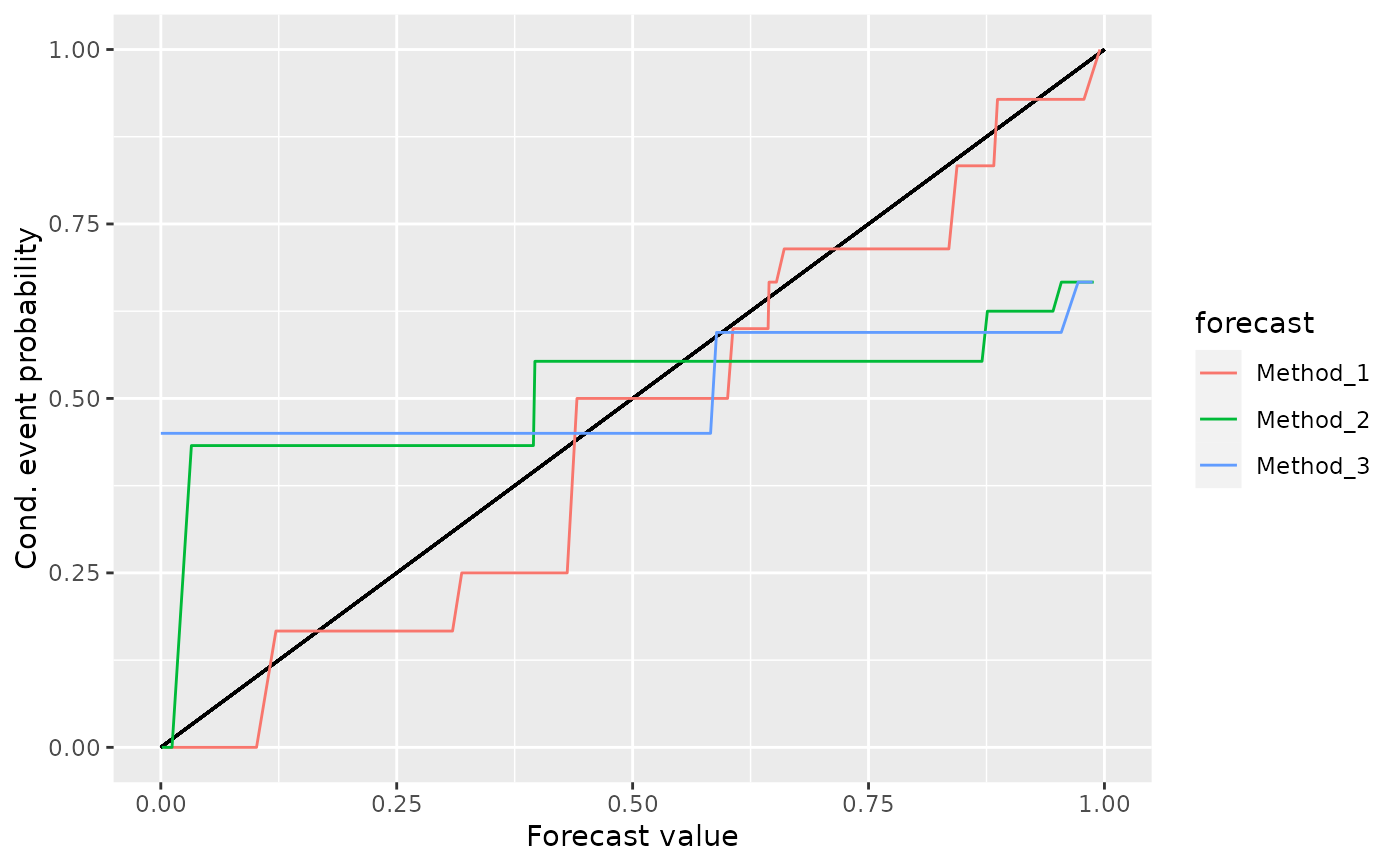 1.00
0.75
0.50
0.25
0.00
Cond. event probability
0.00 0.25 0.50 0.75 1.00
Forecast value
forecast
Method_1
Method_2
Method_3